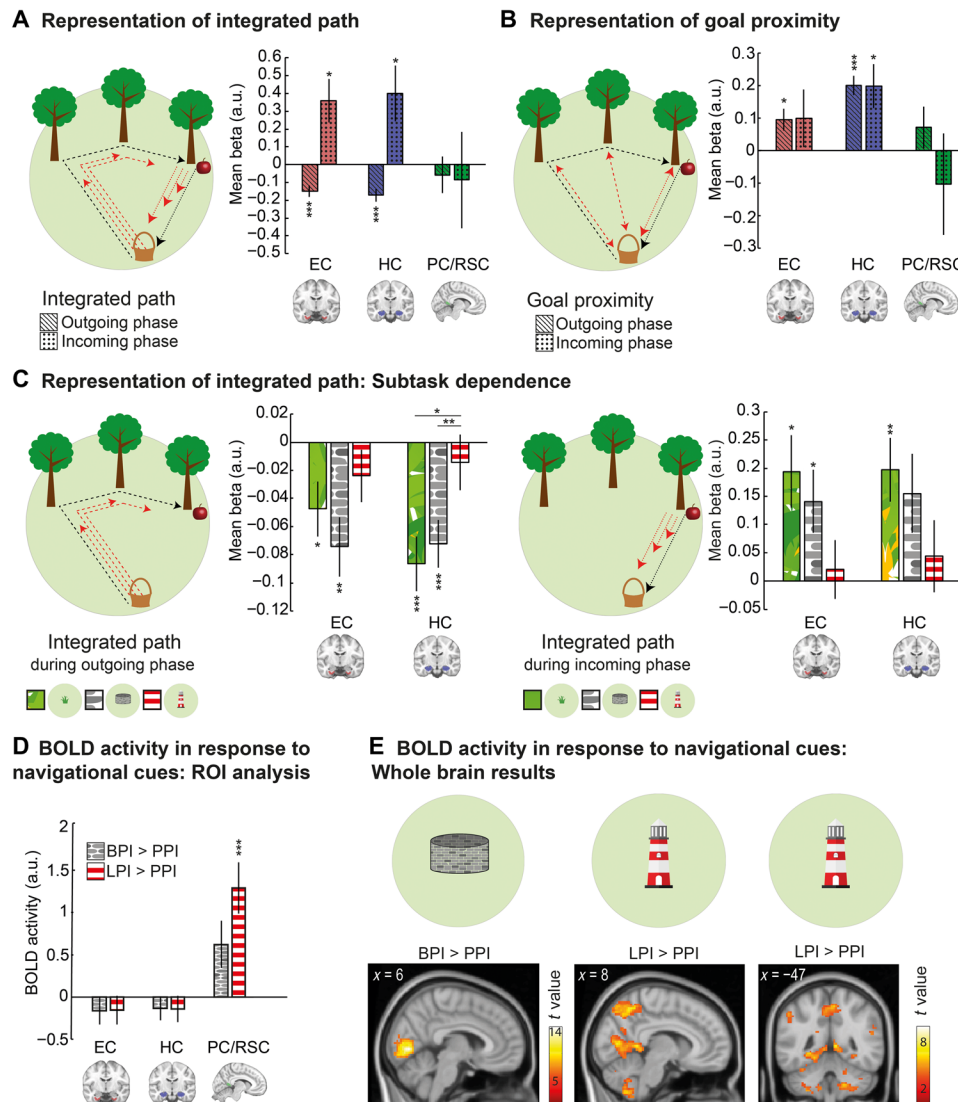 A Representation of integrated path
Mean beta (a.u.)
0.6
0.5
0.4
0.3
0.2
0.1
0
−0.1
−0.2
−0.3
−0.4
−0.5
*
*
***
***
EC
HC
PC/RSC
Integrated path
Outgoing phase
Incoming phase
B Representation of goal proximity
Mean beta (a.u.)
0.3
0.2
0.1
0
−0.1
−0.2
−0.3
*
***
*
EC
HC
PC/RSC
Goal proximity
Outgoing phase
Incoming phase
C Representation of integrated path: Subtask dependence
Mean beta (a.u.)
0.02
0
−0.02
−0.04
−0.06
−0.08
−0.1
−0.12
*
**
*
**
***
***
EC
HC
Integrated path
during outgoing phase
Mean beta (a.u.)
0.3
0.25
0.2
0.15
0.1
0.05
0
−0.05
*
*
**
EC
HC
Integrated path
during incoming phase
D BOLD activity in response to
navigational cues: ROI analysis
BOLD activity (a.u.)
2
1.5
1
0.5
0
−0.5
BPI > PPI
LPI > PPI
***
EC
HC
PC/RSC
E BOLD activity in response to navigational cues:
Whole brain results
BPI > PPI
LPI > PPI
LPI > PPI
x = 6
x = 8
x = −47
t value
14
5
t value
8
2